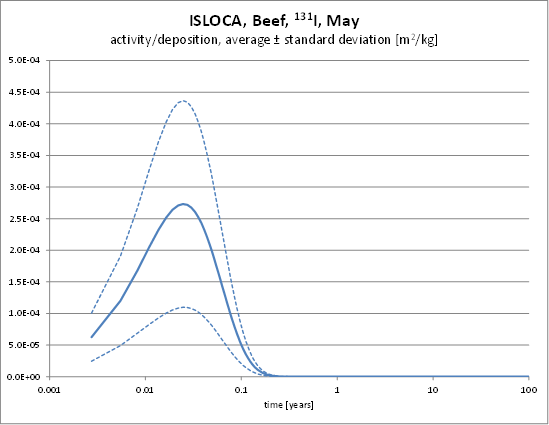 ISLOCA, Beef, ¹³¹I, May
activity/deposition, average ± standard deviation [m²/kg]
5.0E-04
4.5E-04
4.0E-04
3.5E-04
3.0E-04
2.5E-04
2.0E-04
1.5E-04
1.0E-04
5.0E-05
0.0E+00
0.001 0.01 0.1 1 10 100
time [years]